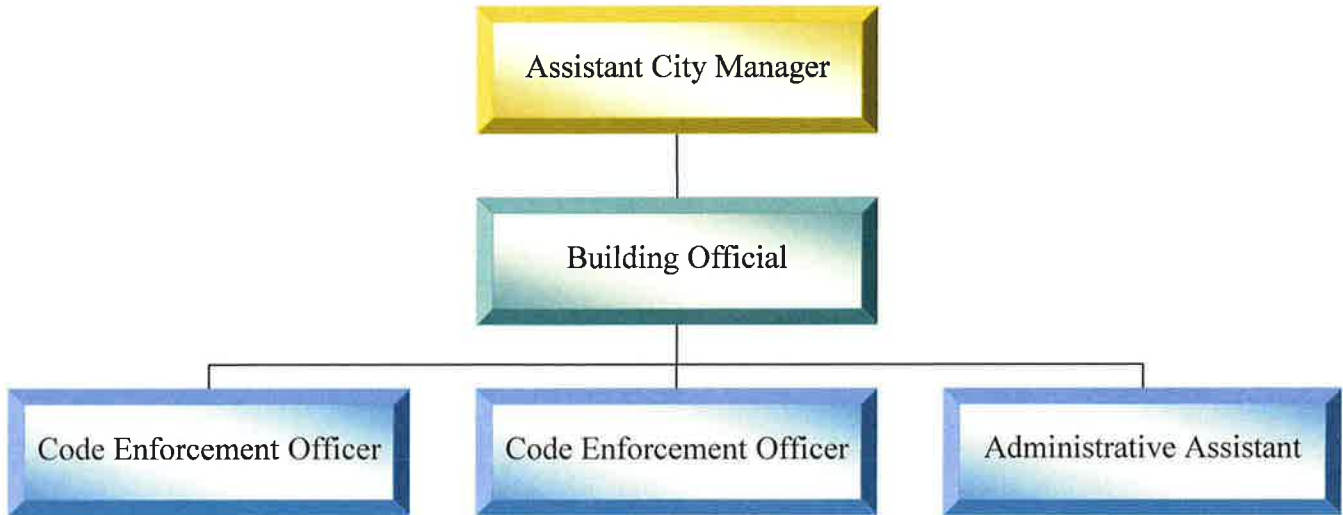 Assistant City Manager
Building Official
Code Enforcement Officer
Code Enforcement Officer
Administrative Assistant